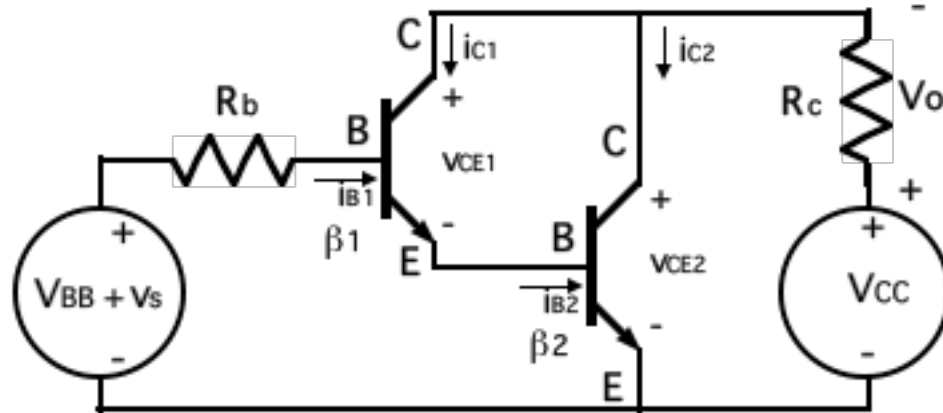 -
C
iC1
iC2
Rb
+
Rc
Vo
B
VCE1
C
iB1
+
+
-
β1
E
B
+
+
VBB + vs
VCE2
VCC
iB2
-
-
β2
-
E